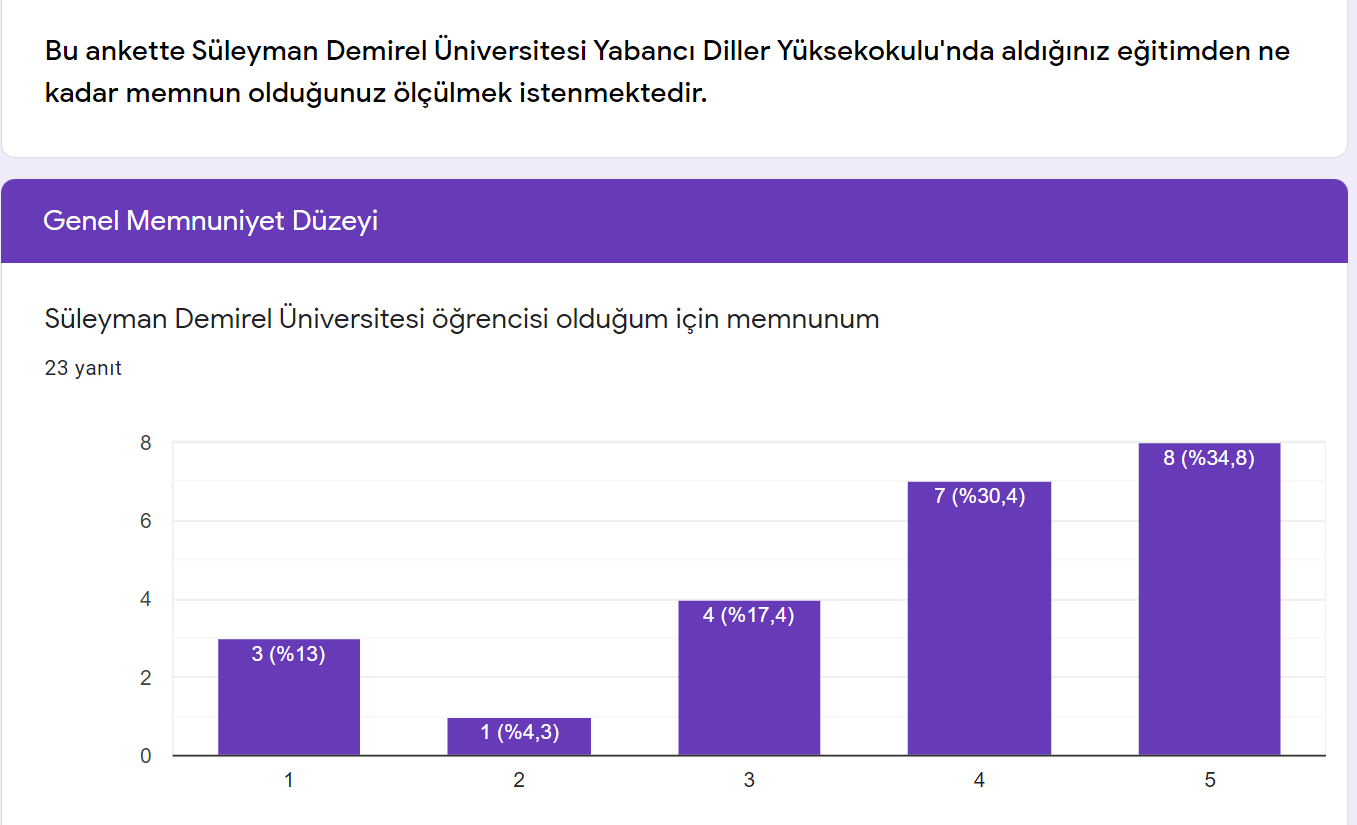 Bu ankette Süleyman Demirel Üniversitesi Yabancı Diller Yüksekokulu'nda aldığınız eğitimden ne
kadar memnun olduğunuz ölçülmek istenmektedir.
Genel Memnuniyet Düzeyi
Süleyman Demirel Üniversitesi öğrencisi olduğum için memnunum
23 yanıt
8
6
4
2
0
3 (%13)
1 (%4,3)
4 (%17,4)
7 (%30,4)
8 (%34,8)
1 2 3 4 5